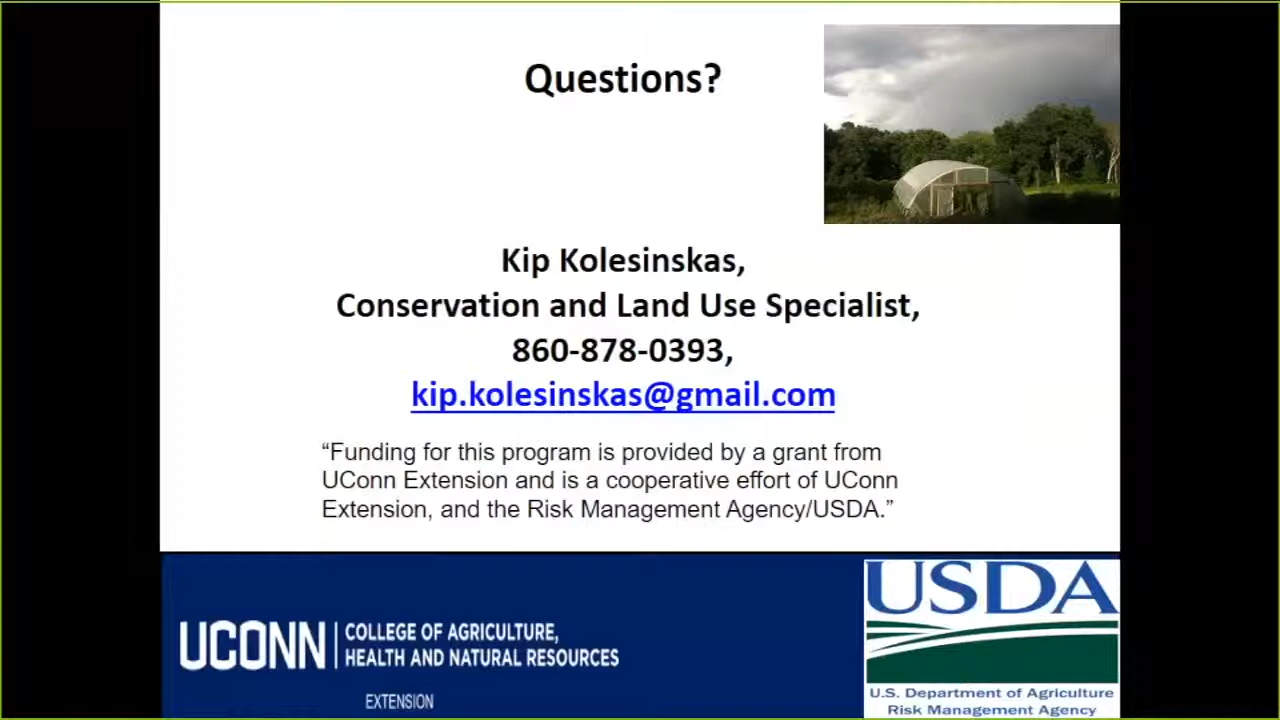 Questions?
Kip Kolesinskas,
Conservation and Land Use Specialist,
860-878-0393,
kip.kolesinskas@gmail.com
“Funding for this program is provided by a grant from
UConn Extension and is a cooperative effort of UConn
Extension, and the Risk Management Agency/USDA.”
UCONN
COLLEGE OF AGRICULTURE,
HEALTH AND NATURAL RESOURCES
EXTENSION
USDA
U.S. Department of Agriculture
Risk Management Agency